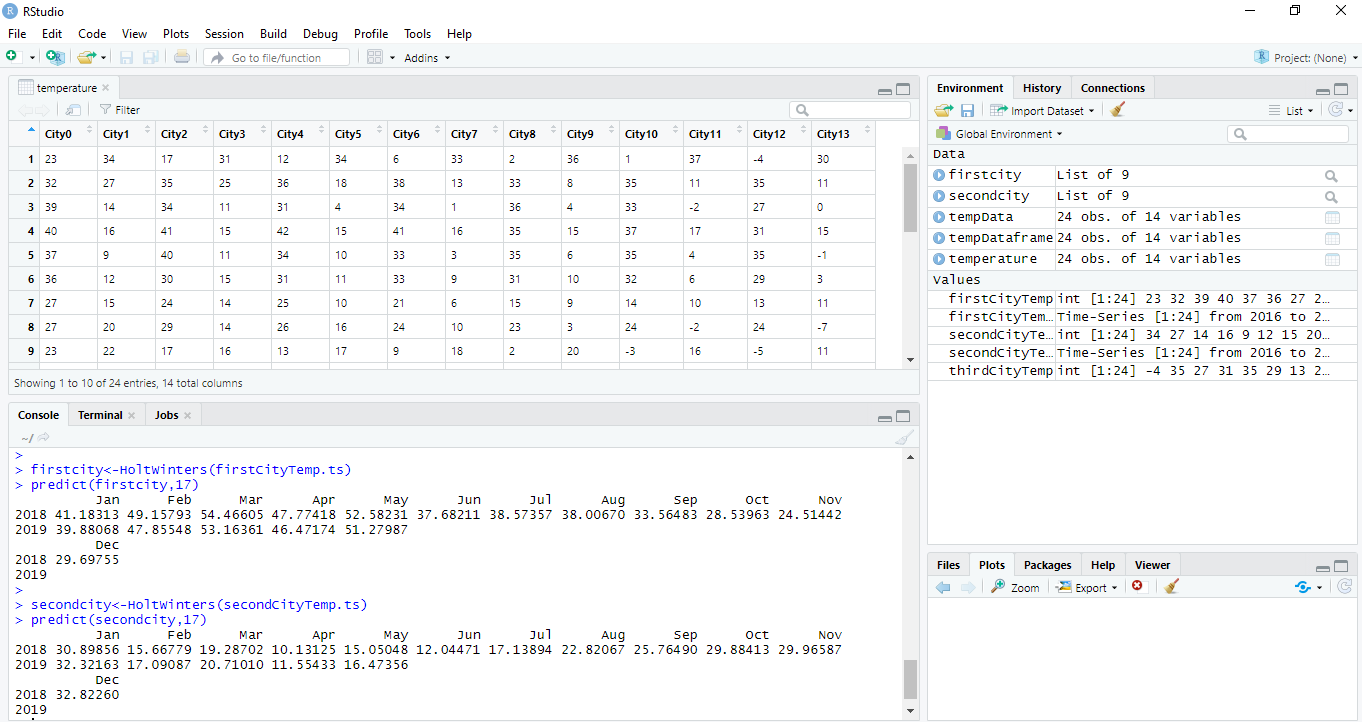 RStudio
File Edit Code View Plots Session Build Debug Profile Tools Help
Go to file/function Addins Project: (None)
temperature
Filter
City0 City1 City2 City3 City4 City5 City6 City7 City8 City9 City10 City11 City12 City13
1 23 34 17 31 12 34 6 33 2 36 1 37 -4 30
2 32 27 35 25 36 18 38 13 33 8 35 11 35 11
3 39 14 34 11 31 4 34 1 36 4 33 -2 27 0
4 40 16 41 15 42 15 41 16 35 15 37 17 31 15
5 37 9 40 11 34 10 33 3 35 6 35 4 35 -1
6 36 12 30 15 31 11 33 9 31 10 32 6 29 3
7 27 15 24 14 25 10 21 6 15 9 14 10 13 11
8 27 20 29 14 26 16 24 10 23 3 24 -2 24 -7
9 23 22 17 16 13 17 9 18 2 20 -3 16 -5 11
Showing 1 to 10 of 24 entries, 14 total columns
Console Terminal Jobs
~/
>
> firstcity<-HoltWinters(firstCityTemp.ts)
> predict(firstcity,17)
Jan Feb Mar Apr May Jun Jul Aug Sep Oct Nov
2018 41.18313 49.15793 54.46605 47.77418 52.58231 37.68211 38.57357 38.00670 33.56483 28.53963 24.51442
2019 39.88068 47.85548 53.16361 46.47174 51.27987
Dec
2018 29.69755
2019
>
> secondcity<-HoltWinters(secondCityTemp.ts)
> predict(secondcity,17)
Jan Feb Mar Apr May Jun Jul Aug Sep Oct Nov
2018 30.89856 15.66779 19.28702 10.13125 15.05048 12.04471 17.13894 22.82067 25.76490 29.88413 29.96587
2019 32.32163 17.09087 20.71010 11.55433 16.47356
Dec
2018 32.82260
2019
Environment History Connections
Import Dataset List
Global Environment
Data
firstcity List of 9
secondcity List of 9
tempData 24 obs. of 14 variables
tempDataframe 24 obs. of 14 variables
temperature 24 obs. of 14 variables
Values
firstCityTemp int [1:24] 23 32 39 40 37 36 27 2…
firstCityTem… Time-Series [1:24] from 2016 to 2…
secondCityTe… int [1:24] 34 27 14 16 9 12 15 20…
secondCityTe… Time-Series [1:24] from 2016 to 2…
thirdCityTemp int [1:24] -4 35 27 31 35 29 13 2…
Files Plots Packages Help Viewer
Zoom Export